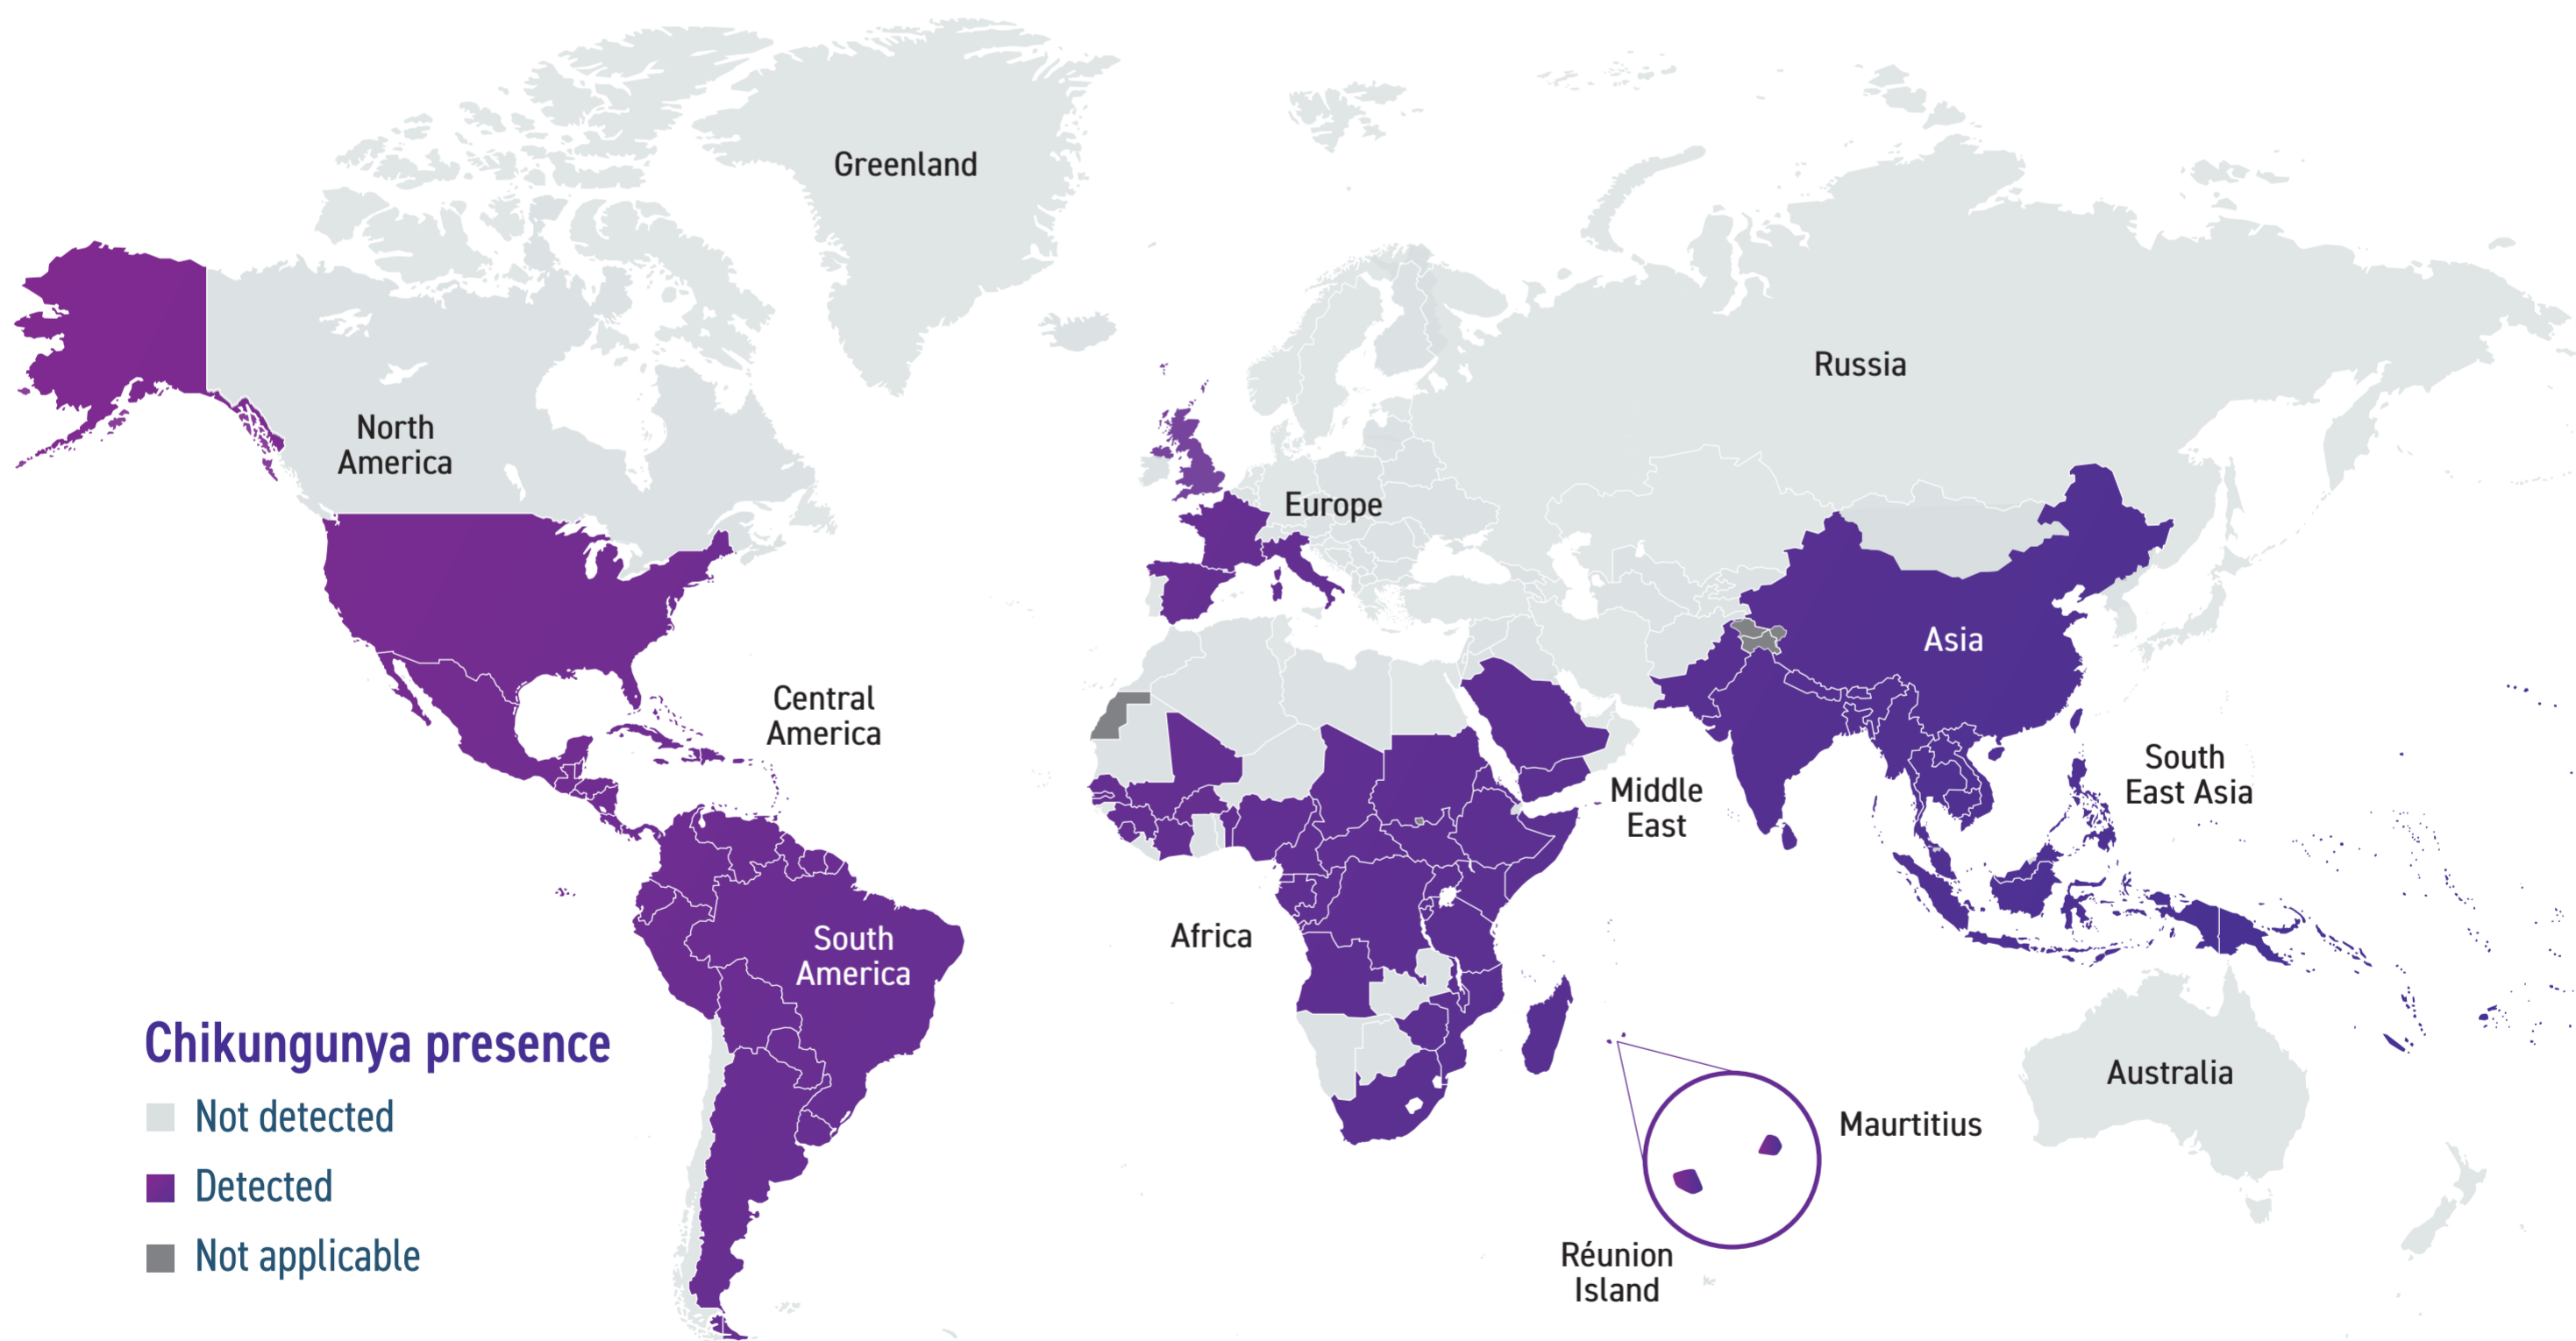 Greenland
Russia
North
America
Europe
Asia
Central
America
South
East Asia
Middle
East
Africa
South
America
Chikungunya presence
Not detected
Detected
Not applicable
Australia
Maurtitius
Réunion
Island